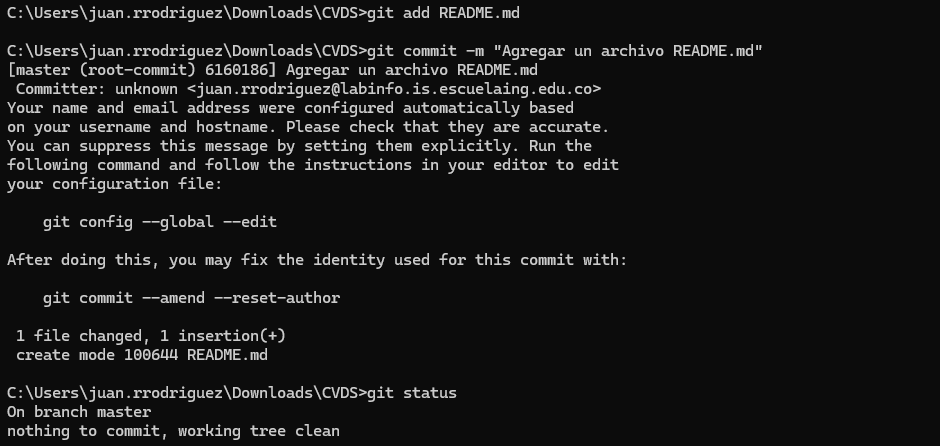 C:\Users\juan.rrodriguez\Downloads\CVDS>git add README.md
C:\Users\juan.rrodriguez\Downloads\CVDS>git commit -m "Agregar un archivo README.md"
[master (root-commit) 6160186] Agregar un archivo README.md
 Committer: unknown <juan.rrodriguez@labinfo.is.escuelaing.edu.co>
Your name and email address were configured automatically based
on your username and hostname. Please check that they are accurate.
You can suppress this message by setting them explicitly. Run the
following command and follow the instructions in your editor to edit
your configuration file:
    git config --global --edit
After doing this, you may fix the identity used for this commit with:
    git commit --amend --reset-author
 1 file changed, 1 insertion(+)
 create mode 100644 README.md
C:\Users\juan.rrodriguez\Downloads\CVDS>git status
On branch master
nothing to commit, working tree clean